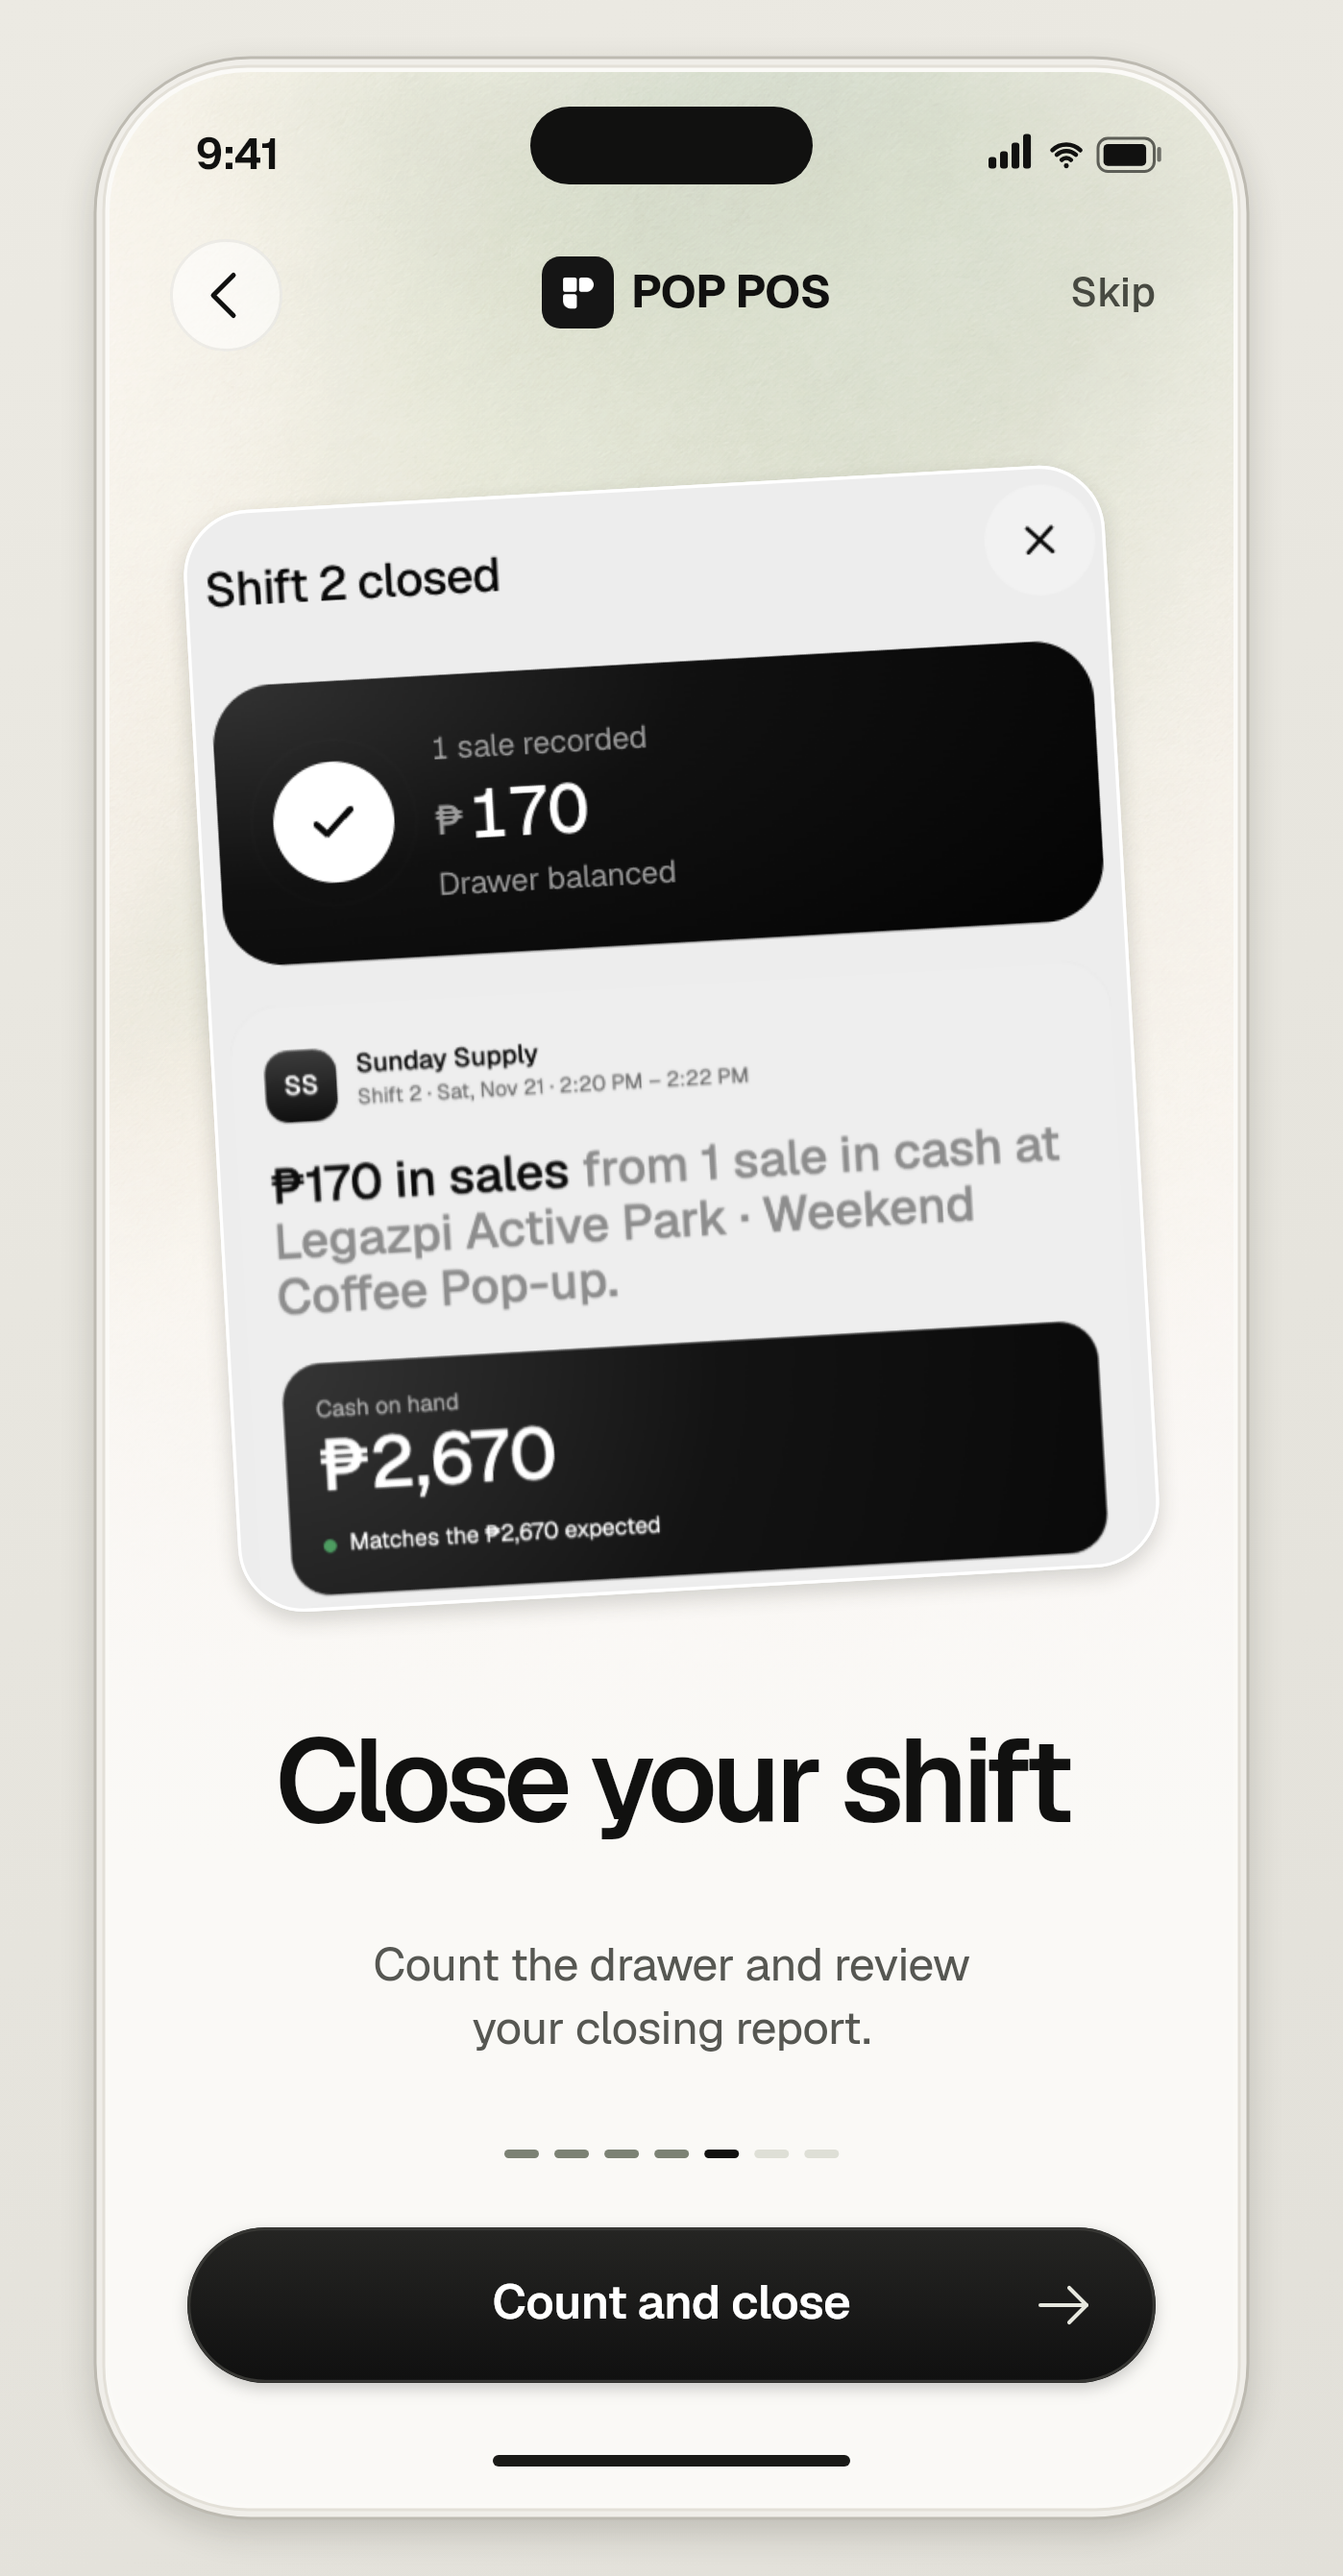 9:41
POP POS
Skip
Shift 2 closed
1 sale recorded
₱170
Drawer balanced
SS
Sunday Supply
Shift 2 · Sat, Nov 21 · 2:20 PM – 2:22 PM
₱170 in sales from 1 sale in cash at
Legazpi Active Park · Weekend
Coffee Pop-up.
Cash on hand
₱2,670
Matches the ₱2,670 expected
Close your shift
Count the drawer and review
your closing report.
Count and close